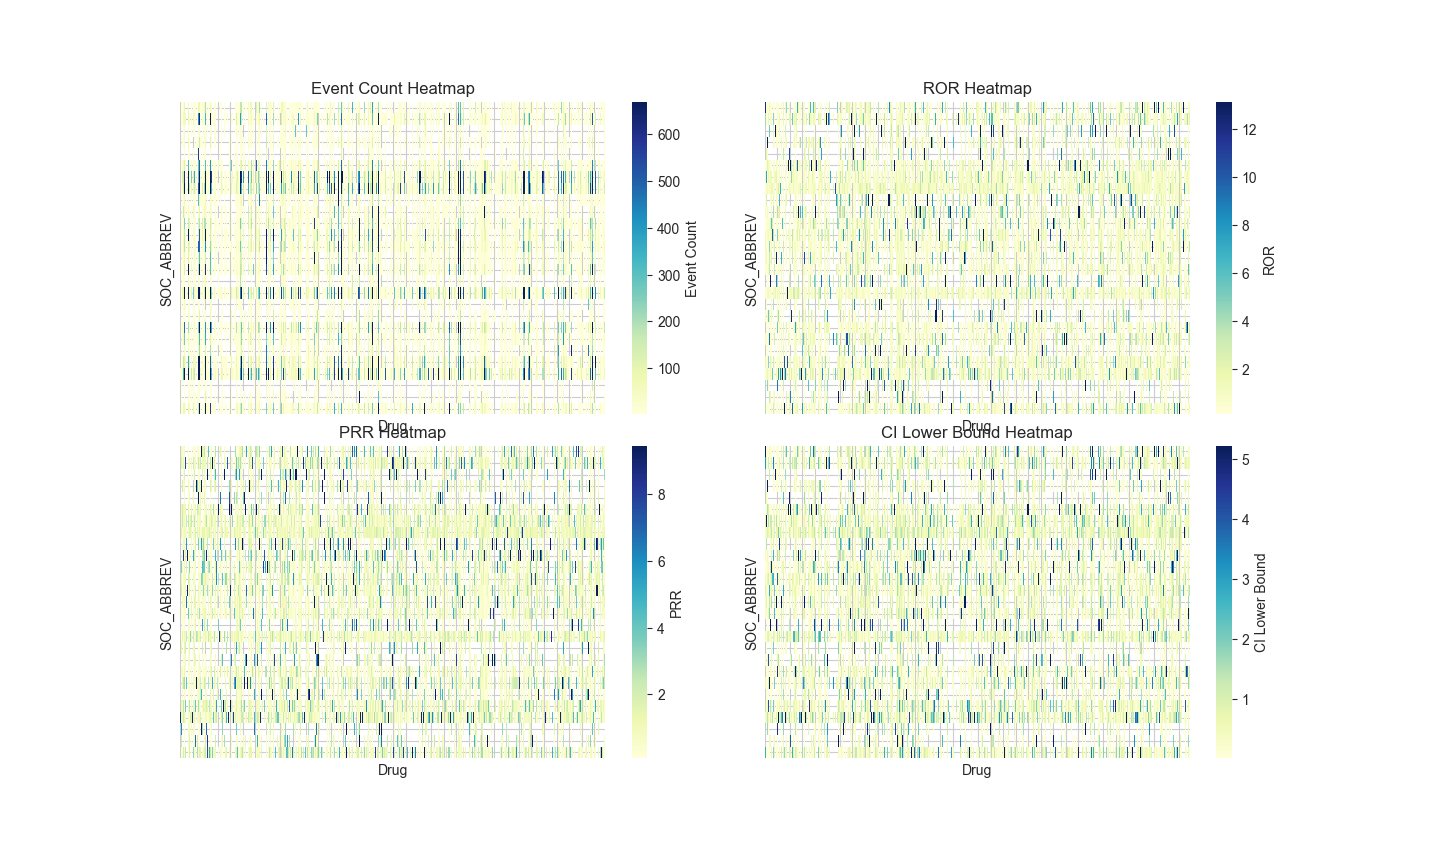 Event Count Heatmap
SOC_ABBREV
Drug
600
500
400
300
200
100
Event Count
ROR Heatmap
SOC_ABBREV
Drug
12
10
8
6
4
2
ROR
PRR Heatmap
SOC_ABBREV
Drug
8
6
4
2
PRR
CI Lower Bound Heatmap
SOC_ABBREV
Drug
5
4
3
2
1
CI Lower Bound